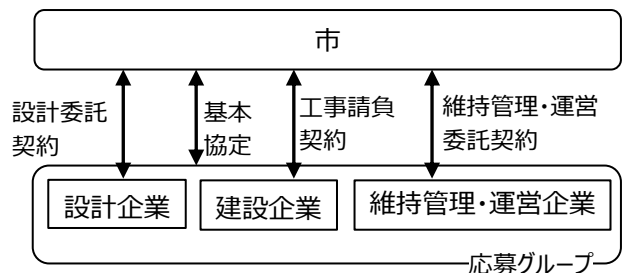 市
設計委託
契約
基本
協定
工事請負
契約
維持管理・運営
委託契約
設計企業
建設企業
維持管理・運営企業
応募グループ